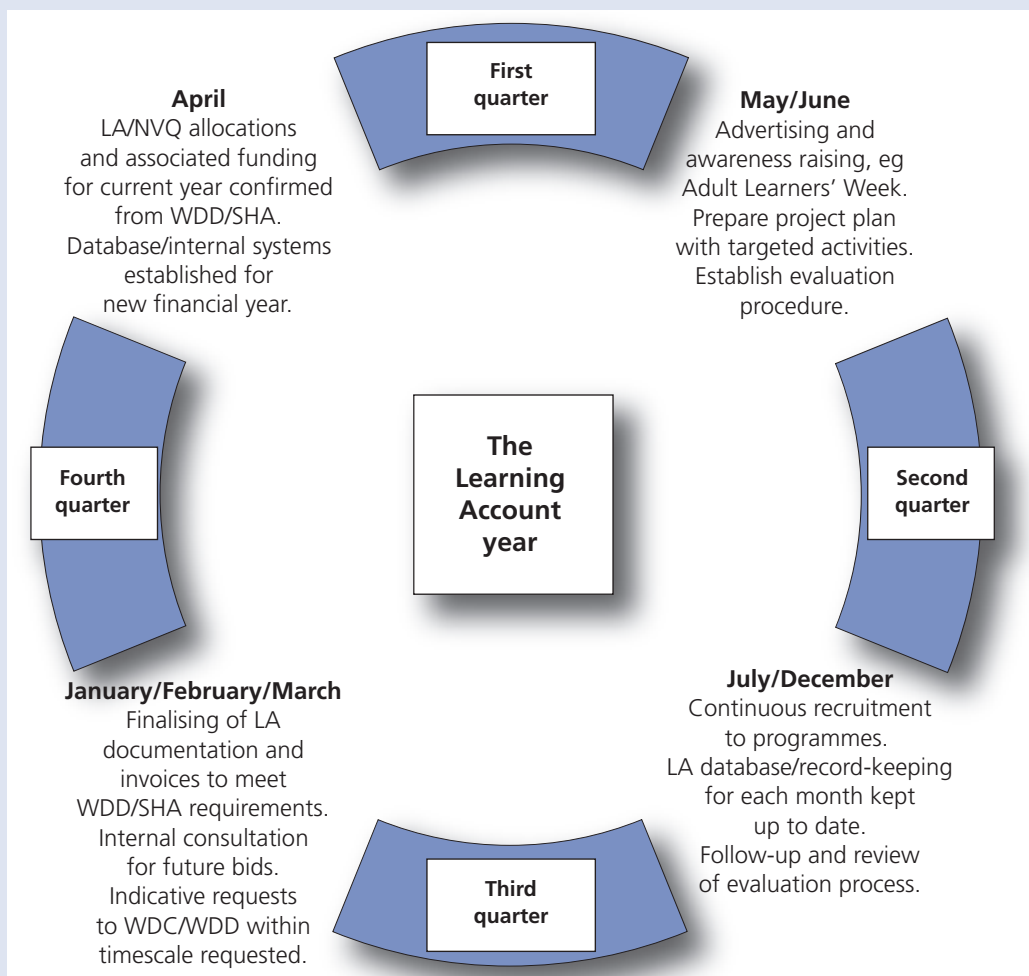 First
quarter
April
LA/NVQ allocations
and associated funding
for current year confirmed
from WDD/SHA.
Database/internal systems
established for
new financial year.
May/June
Advertising and
awareness raising, eg
Adult Learners’ Week.
Prepare project plan
with targeted activities.
Establish evaluation
procedure.
Fourth
quarter
The
Learning
Account
year
Second
quarter
January/February/March
Finalising of LA
documentation and
invoices to meet
WDD/SHA requirements.
Internal consultation
for future bids.
Indicative requests
to WDC/WDD within
timescale requested.
July/December
Continuous recruitment
to programmes.
LA database/record-keeping
for each month kept
up to date.
Follow-up and review
of evaluation process.
Third
quarter